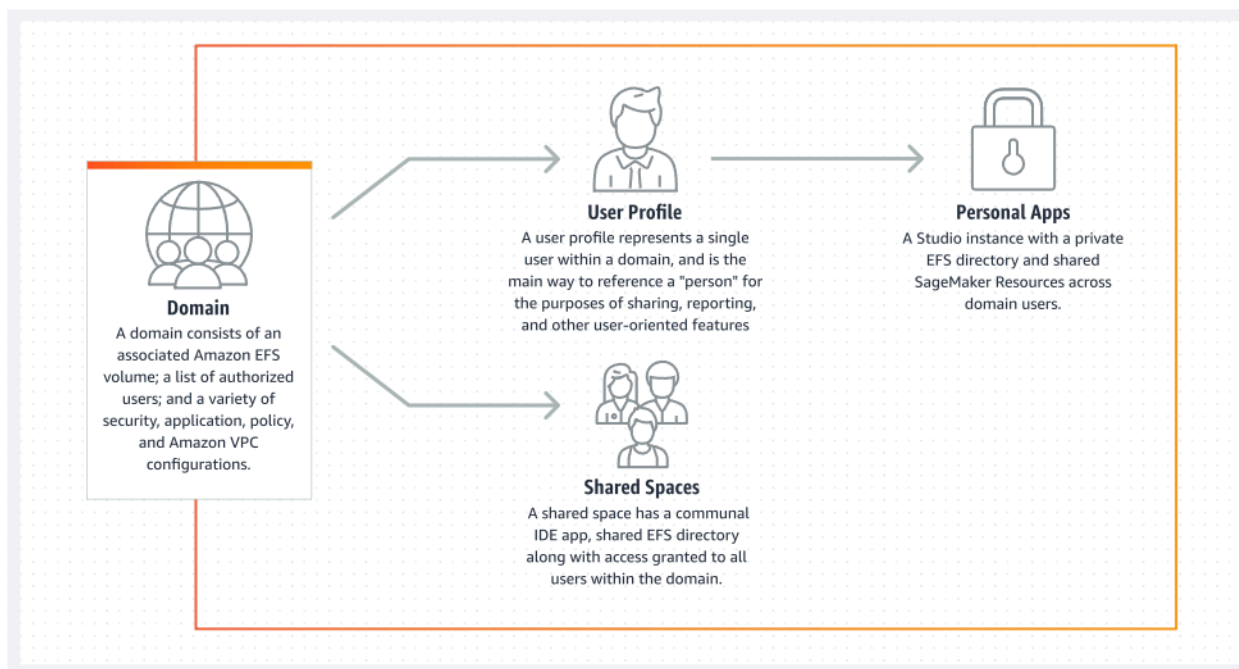 Domain
A domain consists of an
associated Amazon EFS
volume; a list of authorized
users; and a variety of
security, application, policy,
and Amazon VPC
configurations.
User Profile
A user profile represents a single
user within a domain, and is the
main way to reference a "person" for
the purposes of sharing, reporting,
and other user-oriented features
Personal Apps
A Studio instance with a private
EFS directory and shared
SageMaker Resources across
domain users.
Shared Spaces
A shared space has a communal
IDE app, shared EFS directory
along with access granted to all
users within the domain.